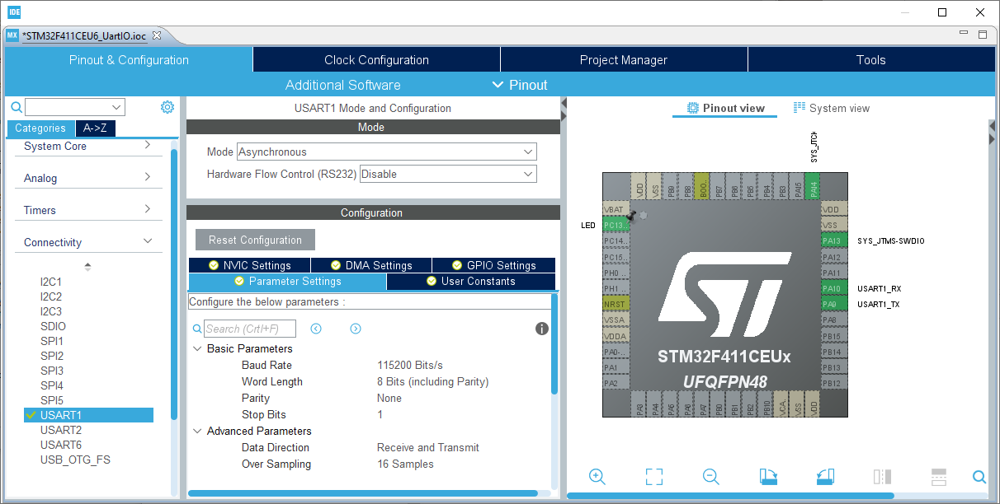 IDE
MX *STM32F411CEU6_UartIO.ioc
Pinout & Configuration
Clock Configuration
Project Manager
Tools
Additional Software
Pinout
Categories
A->Z
System Core
Analog
Timers
Connectivity
I2C1
I2C2
I2C3
SDIO
SPI1
SPI2
SPI3
SPI4
SPI5
USART1
USART2
USART6
USB_OTG_FS
USART1 Mode and Configuration
Mode
Mode Asynchronous
Hardware Flow Control (RS232) Disable
Configuration
Reset Configuration
NVIC Settings
DMA Settings
GPIO Settings
Parameter Settings
User Constants
Configure the below parameters :
Search (Crtl+F)
Basic Parameters
Baud Rate 115200 Bits/s
Word Length 8 Bits (including Parity)
Parity None
Stop Bits 1
Advanced Parameters
Data Direction Receive and Transmit
Over Sampling 16 Samples
Pinout view
System view
SYS_JTCK
VDD
VSS
PB9
PB8
BOO..
PB7
PB6
PB5
PB4
PB3
PA15
PA14
VBAT
LED PC13..
PC14..
PC15..
PH0 ..
PH1 ..
NRST
VSSA
VDDA
PA0-..
PA1
PA2
VDD
VSS
PA13 SYS_JTMS-SWDIO
PA12
PA11
PA10 USART1_RX
PA9 USART1_TX
PA8
PB15
PB14
PB13
PB12
ST
STM32F411CEUx
UFQFPN48
PA3
PA4
PA5
PA6
PA7
PB0
PB1
PB2
PB10
VCA..
VSS
VDD